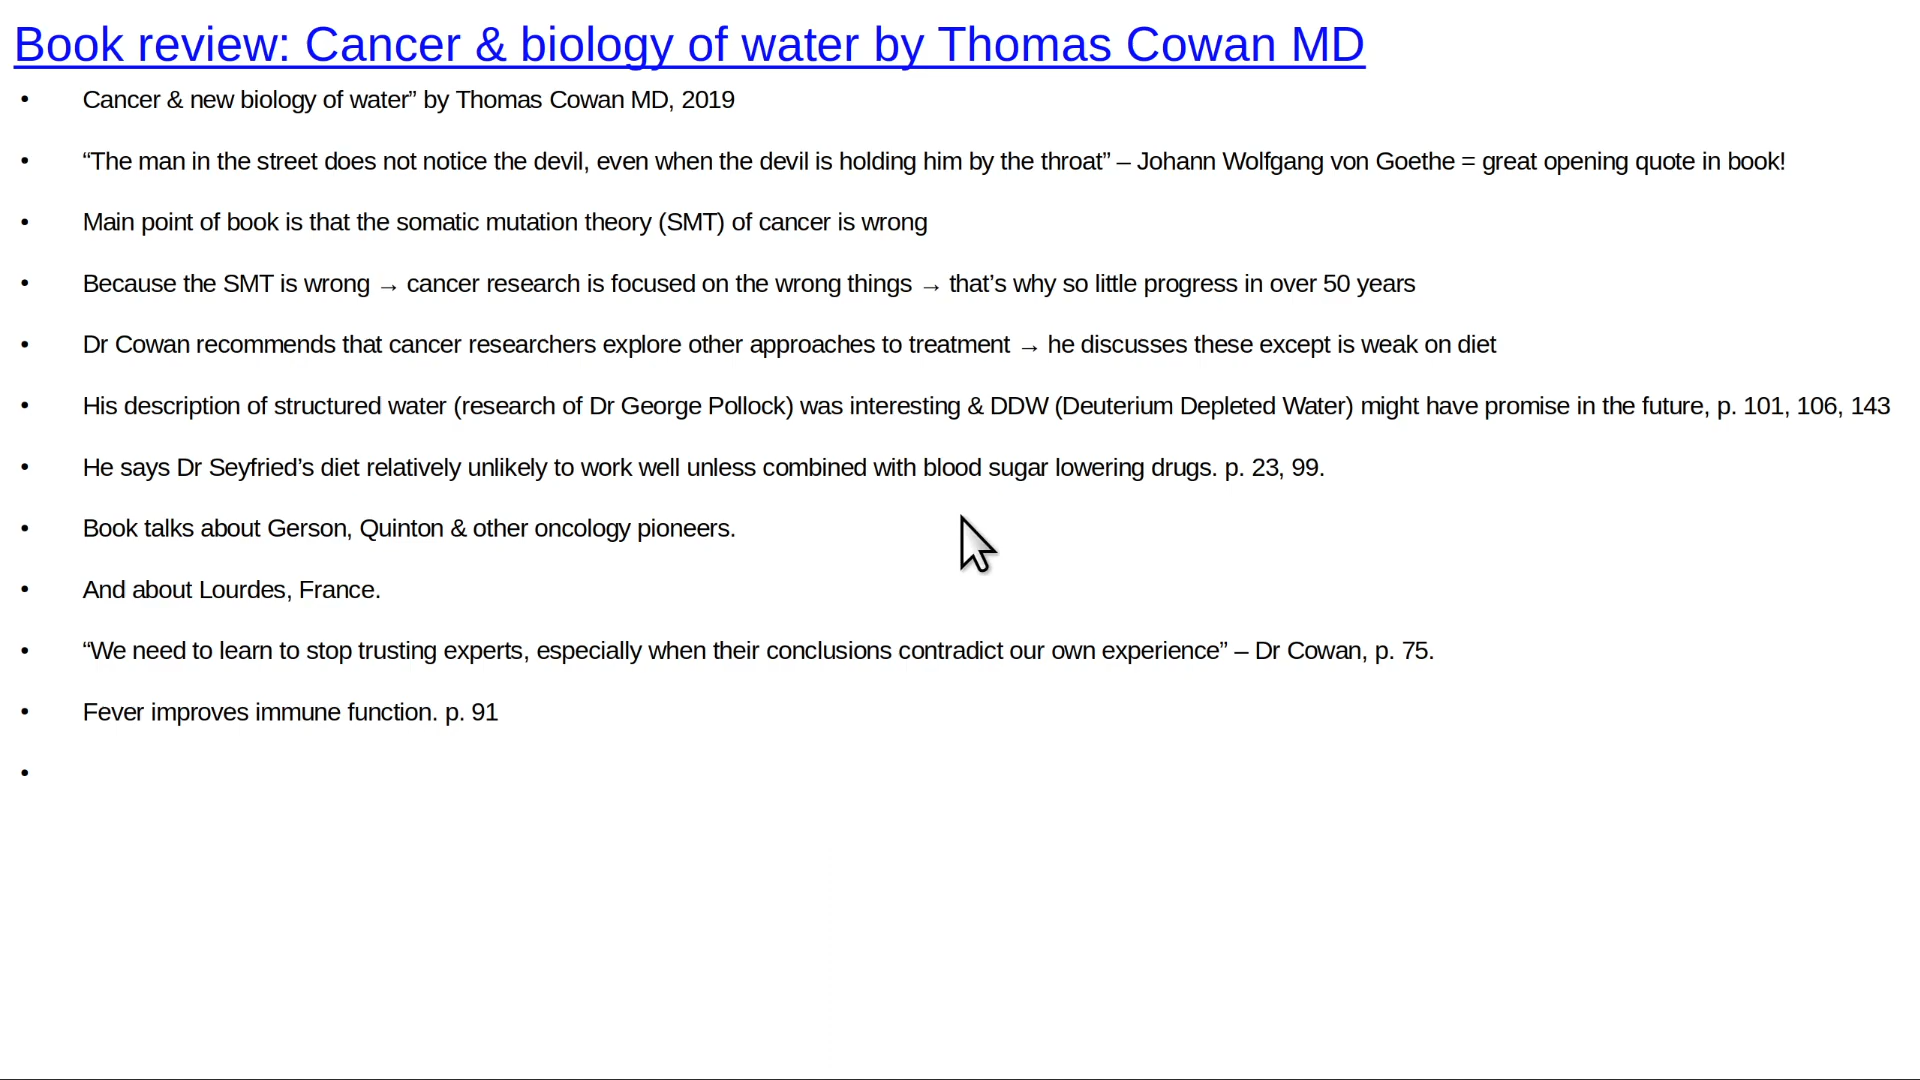 Book review: Cancer & biology of water by Thomas Cowan MD
• Cancer & new biology of water” by Thomas Cowan MD, 2019
• “The man in the street does not notice the devil, even when the devil is holding him by the throat” – Johann Wolfgang von Goethe = great opening quote in book!
• Main point of book is that the somatic mutation theory (SMT) of cancer is wrong
• Because the SMT is wrong → cancer research is focused on the wrong things → that’s why so little progress in over 50 years
• Dr Cowan recommends that cancer researchers explore other approaches to treatment → he discusses these except is weak on diet
• His description of structured water (research of Dr George Pollock) was interesting & DDW (Deuterium Depleted Water) might have promise in the future, p. 101, 106, 143
• He says Dr Seyfried’s diet relatively unlikely to work well unless combined with blood sugar lowering drugs. p. 23, 99.
• Book talks about Gerson, Quinton & other oncology pioneers.
• And about Lourdes, France.
• “We need to learn to stop trusting experts, especially when their conclusions contradict our own experience” – Dr Cowan, p. 75.
• Fever improves immune function. p. 91
•